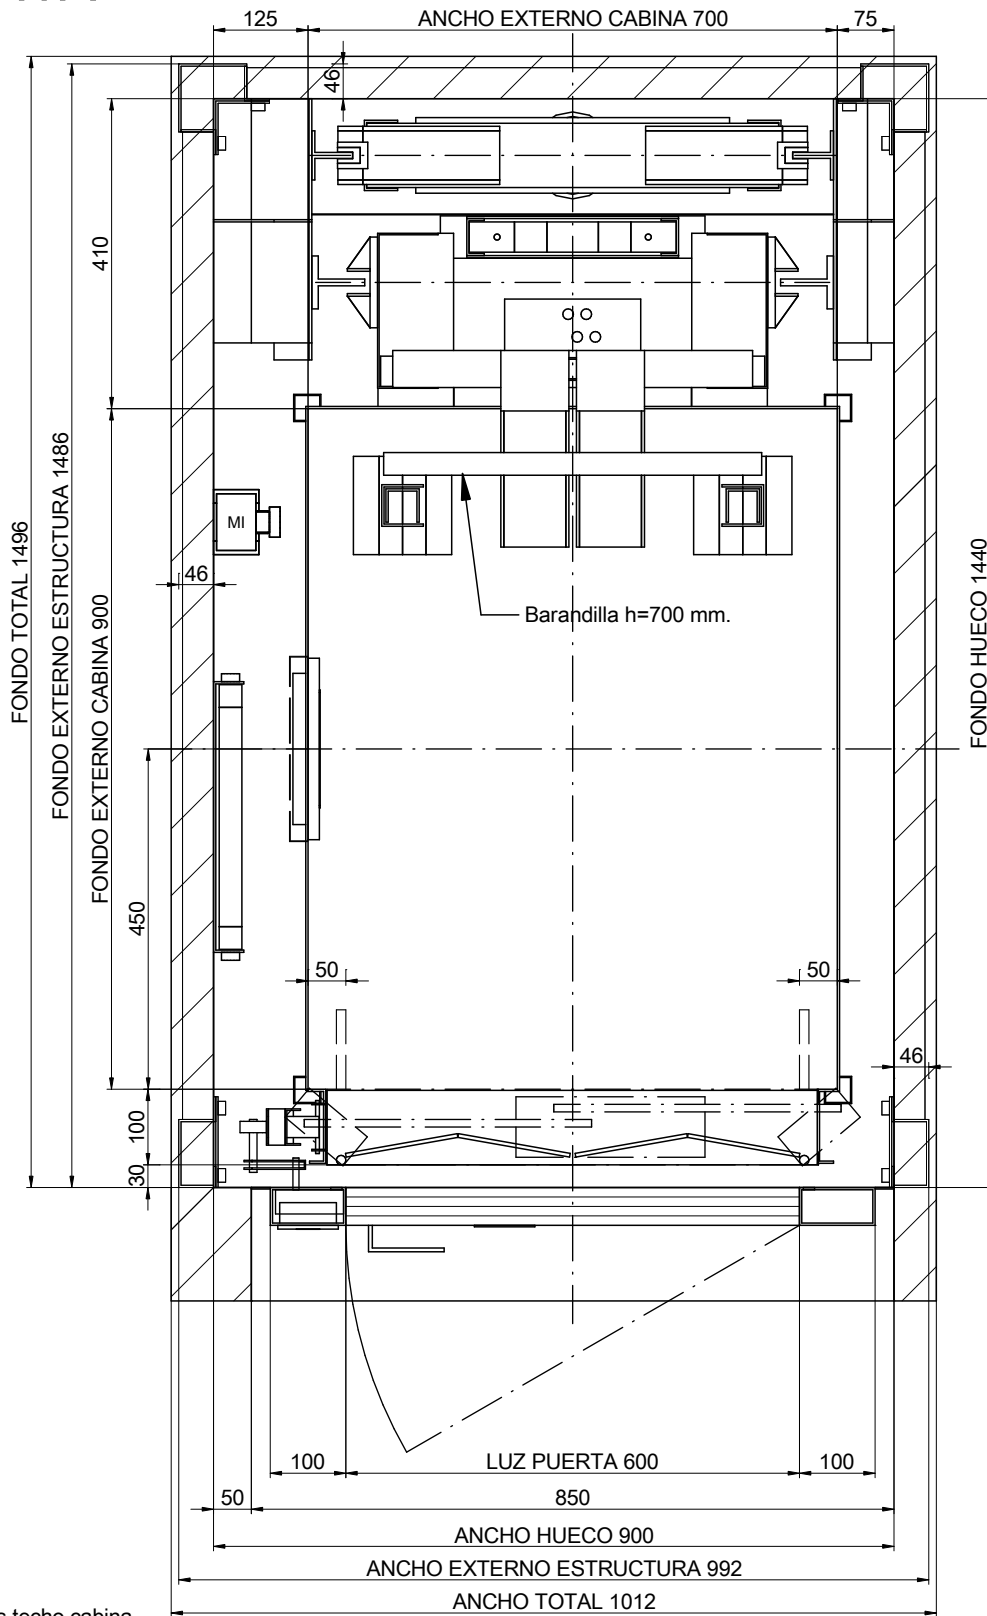 125
ANCHO EXTERNO CABINA 700
75
46
410
MI
46
FONDO TOTAL 1496
FONDO EXTERNO ESTRUCTURA 1486
FONDO EXTERNO CABINA 900
FONDO HUECO 1440
Barandilla h=700 mm.
450
50
50
46
100
30
100
LUZ PUERTA 600
100
50
850
ANCHO HUECO 900
ANCHO EXTERNO ESTRUCTURA 992
ANCHO TOTAL 1012
techo cabina